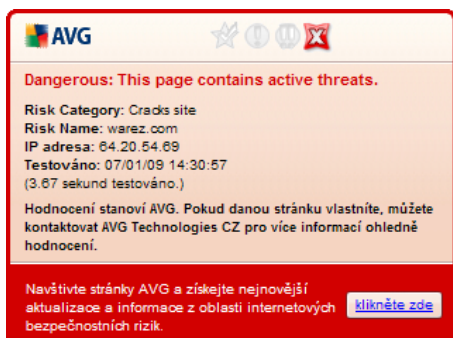 AVG
Dangerous: This page contains active threats.
Risk Category: Cracks site
Risk Name: warez.com
IP adresa: 64.20.54.69
Testováno: 07/01/09 14:30:57
(3.67 sekund testováno.)
Hodnocení stanoví AVG. Pokud danou stránku vlastníte, můžete
kontaktovat AVG Technologies CZ pro více informací ohledně
hodnocení.
Navštivte stránky AVG a získejte nejnovější
aktualizace a informace z oblasti internetových
bezpečnostních rizik.
klikněte zde